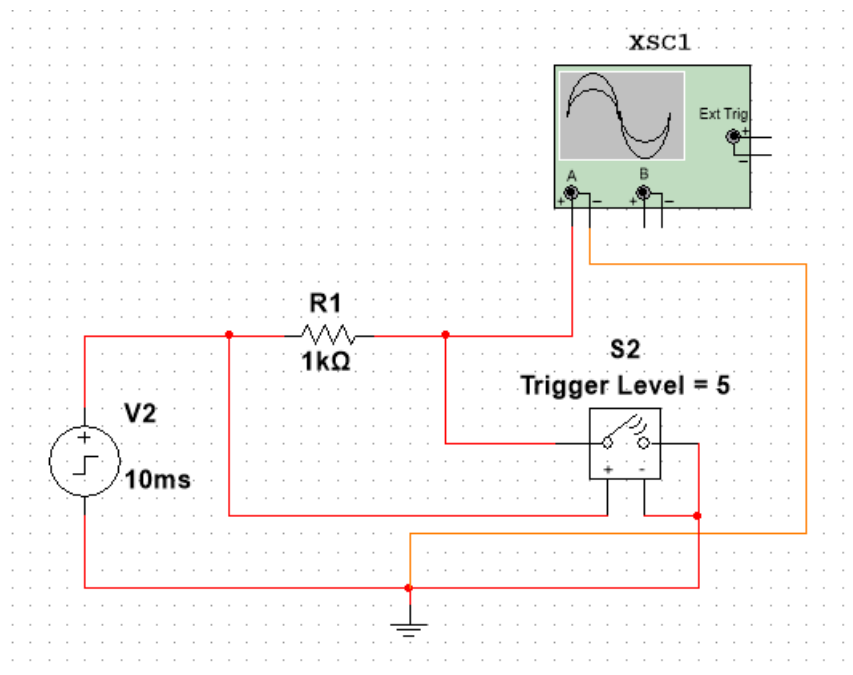 XSC1
Ext Trig
+
−
A
B
+ −
+ −
R1
1kΩ
S2
Trigger Level = 5
V2
+
10ms
+ -